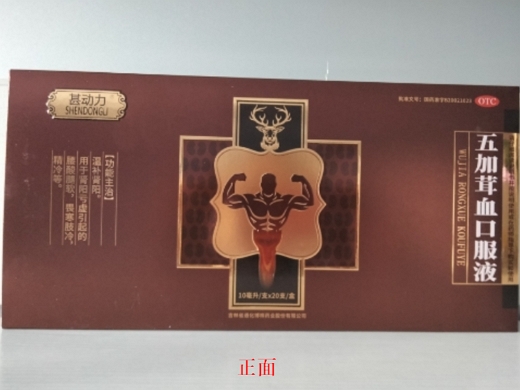 甚动力
SHENDONGLI
OTC
五加茸血口服液
WUJIA RONGXUE KOUFUYE
【功能主治】
温补肾阳。
用于肾阳亏虚引起的
腰酸腿软，畏寒肢冷，
精冷等。
10毫升/支x20支/盒
正面